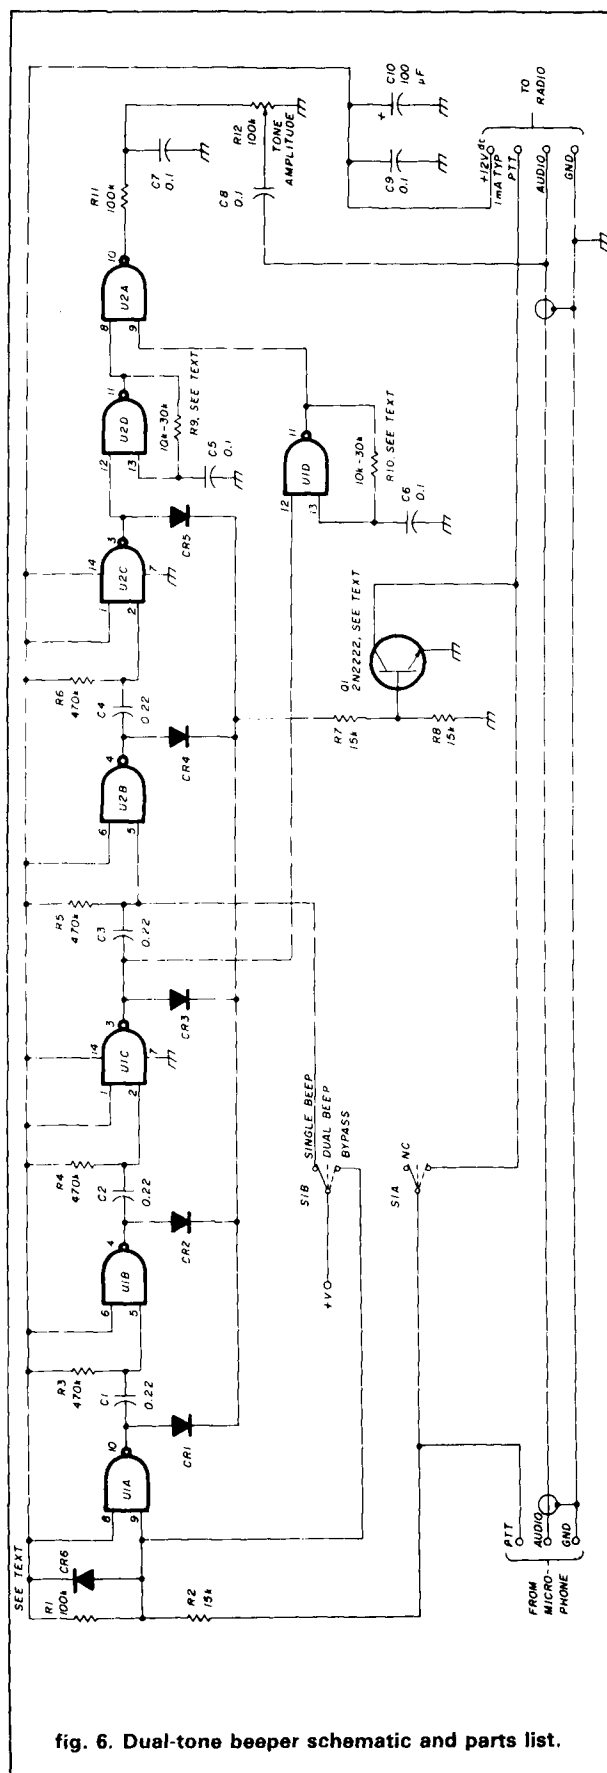 SEE TEXT
R1
100k
CR6
R2
15k
8
9
U1A
10
CR1
C1
0.22
R3
470k
6
5
U1B
4
CR2
C2
0.22
R4
470k
1
2
14
7
U1C
3
CR3
C3
0.22
R5
470k
6
5
U2B
4
CR4
C4
0.22
R6
470k
1
2
14
7
U2C
3
CR5
12
13
U2D
11
10k-30k
R9, SEE TEXT
C5
0.1
8
9
U2A
10
R11
100k
C7
0.1
R12
100k
TONE
AMPLITUDE
C8
0.1
12
13
U1D
11
10k-30k
R10, SEE TEXT
C6
0.1
C9
0.1
+
C10
100
µF
Q1
2N2222, SEE TEXT
R7
15k
R8
15k
+V
S1B
SINGLE BEEP
DUAL BEEP
BYPASS
S1A
NC
FROM
MICRO-
PHONE
PTT
AUDIO
GND
+12Vdc
1mA TYP
PTT
AUDIO
GND
TO
RADIO
fig. 6. Dual-tone beeper schematic and parts list.